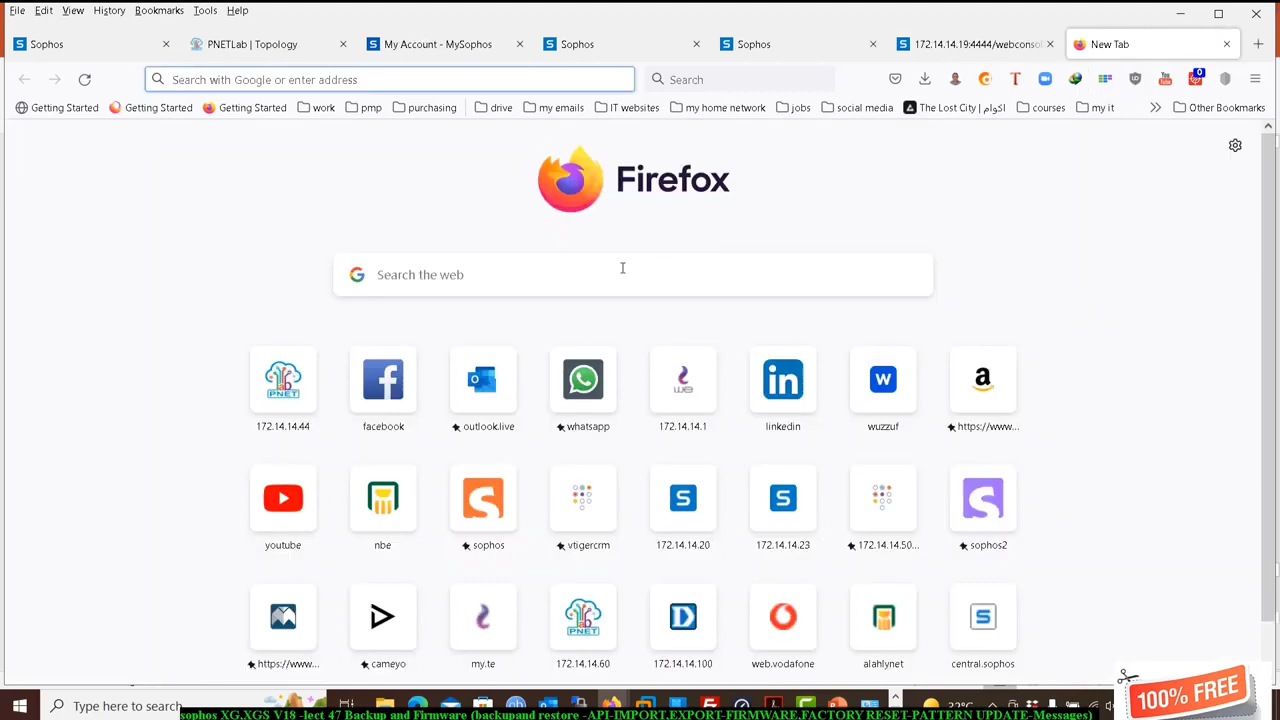 File Edit View History Bookmarks Tools Help
Sophos PNETLab | Topology My Account - MySophos Sophos Sophos 172.14.14.19:4444/webconsol New Tab
Search with Google or enter address Search
Getting Started Getting Started Getting Started work pmp purchasing drive my emails IT websites my home network jobs social media The Lost City | اكوام courses my it Other Bookmarks
Firefox
Search the web
172.14.14.44 facebook outlook.live whatsapp 172.14.14.1 linkedin wuzzuf https://www...
youtube nbe sophos vtigercrm 172.14.14.20 172.14.14.23 172.14.14.50... sophos2
https://www... cameyo my.te 172.14.14.60 172.14.14.100 web.vodafone alahlynet central.sophos
100% FREE
Type here to search
sophos XG.XGS V18 -lect 47 Backup and Firmware (backupand restore -API-IMPORT,EXPORT-FIRMWARE,FACTORY RESET-PATTERN UPDATE-Messages)